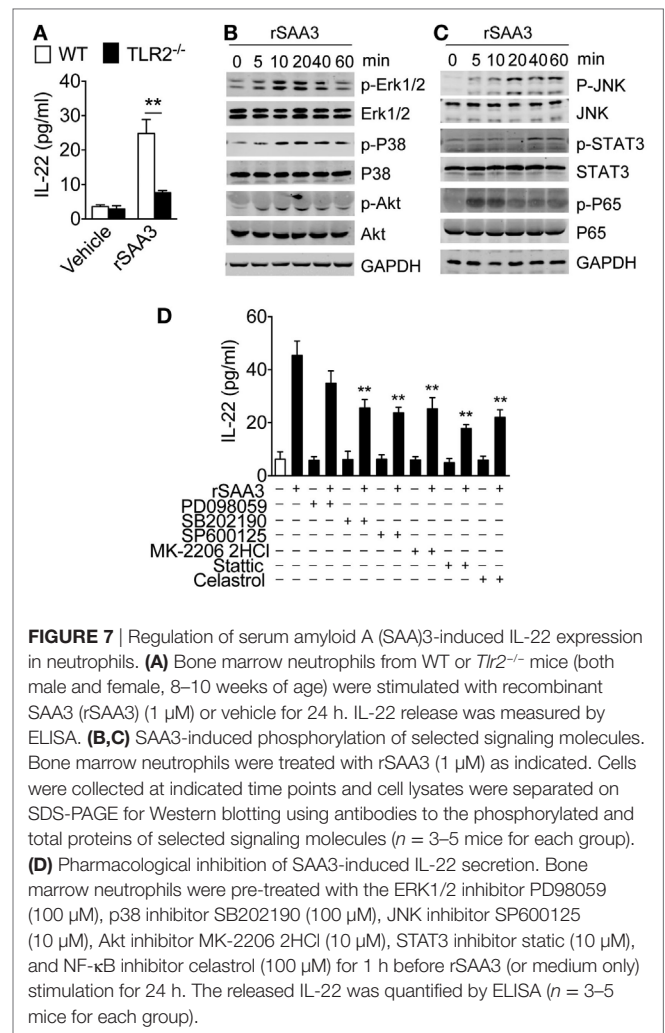 A
WT TLR2-/-
IL-22 (pg/ml)
40
30
20
10
0
**
Vehicle
rSAA3
B
rSAA3
0 5 10 20 40 60 min
p-Erk1/2
Erk1/2
p-P38
P38
p-Akt
Akt
GAPDH
C
rSAA3
0 5 10 20 40 60 min
P-JNK
JNK
p-STAT3
STAT3
p-P65
P65
GAPDH
D
IL-22 (pg/ml)
60
40
20
0
** ** ** ** **
rSAA3 − + − + − + − + − + − + − +
PD098059 − − + + − − − − − − − − − −
SB202190 − − − − + + − − − − − − − −
SP600125 − − − − − − + + − − − − − −
MK-2206 2HCl − − − − − − − − + + − − − −
Stattic − − − − − − − − − − + + − −
Celastrol − − − − − − − − − − − − + +
FIGURE 7 | Regulation of serum amyloid A (SAA)3-induced IL-22 expression
in neutrophils. (A) Bone marrow neutrophils from WT or Tlr2−/− mice (both
male and female, 8–10 weeks of age) were stimulated with recombinant
SAA3 (rSAA3) (1 µM) or vehicle for 24 h. IL-22 release was measured by
ELISA. (B,C) SAA3-induced phosphorylation of selected signaling molecules.
Bone marrow neutrophils were treated with rSAA3 (1 µM) as indicated. Cells
were collected at indicated time points and cell lysates were separated on
SDS-PAGE for Western blotting using antibodies to the phosphorylated and
total proteins of selected signaling molecules (n = 3–5 mice for each group).
(D) Pharmacological inhibition of SAA3-induced IL-22 secretion. Bone
marrow neutrophils were pre-treated with the ERK1/2 inhibitor PD98059
(100 µM), p38 inhibitor SB202190 (100 µM), JNK inhibitor SP600125
(10 µM), Akt inhibitor MK-2206 2HCl (10 µM), STAT3 inhibitor static (10 µM),
and NF-κB inhibitor celastrol (100 µM) for 1 h before rSAA3 (or medium only)
stimulation for 24 h. The released IL-22 was quantified by ELISA (n = 3–5
mice for each group).